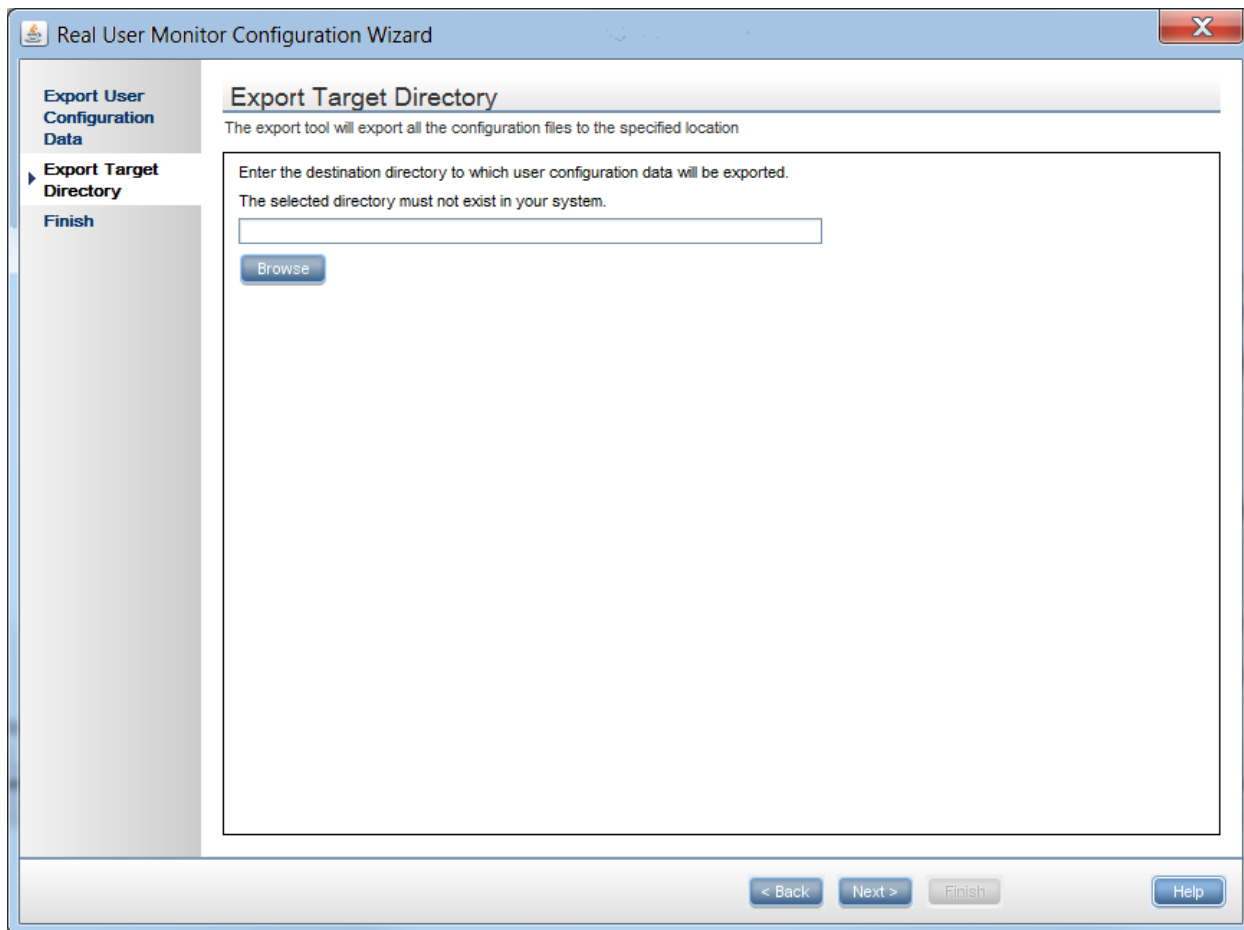 Real User Monitor Configuration Wizard
X
Export User
Configuration
Data
Export Target
Directory
Finish
Export Target Directory
The export tool will export all the configuration files to the specified location
Enter the destination directory to which user configuration data will be exported.
The selected directory must not exist in your system.
Browse
< Back
Next >
Finish
Help